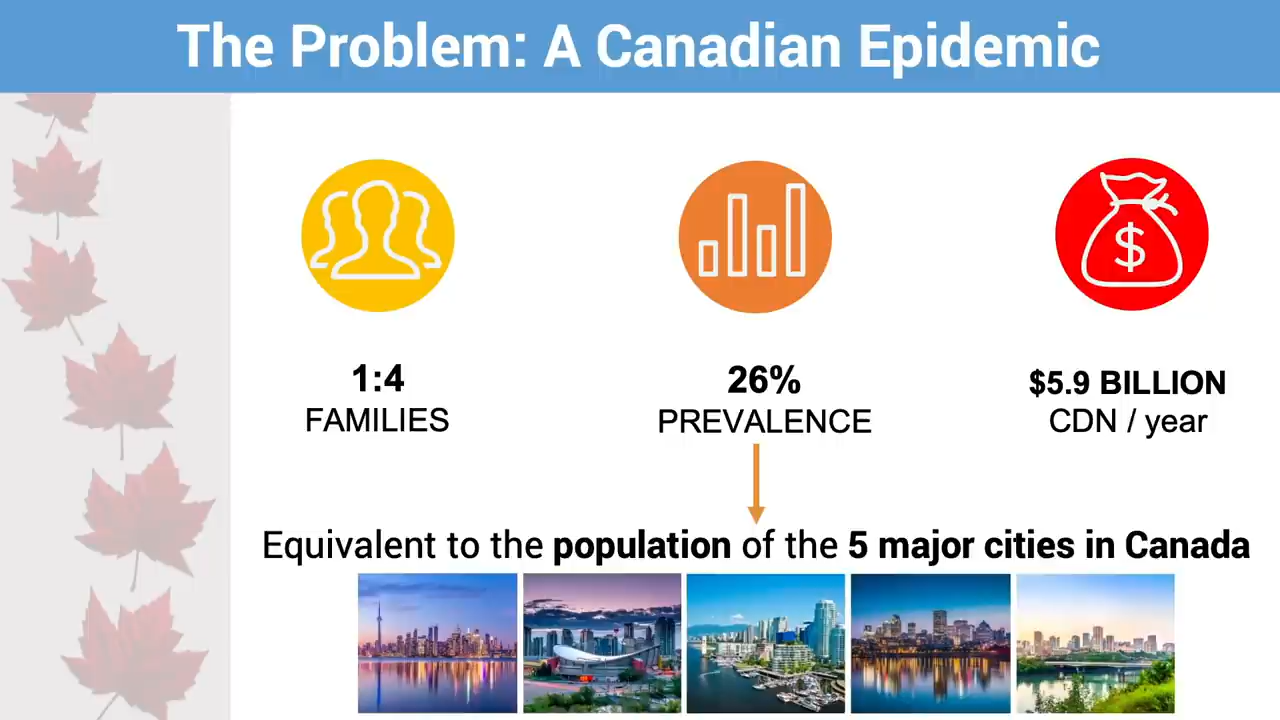 The Problem: A Canadian Epidemic
$
1:4
FAMILIES
26%
PREVALENCE
$5.9 BILLION
CDN / year
Equivalent to the population of the 5 major cities in Canada